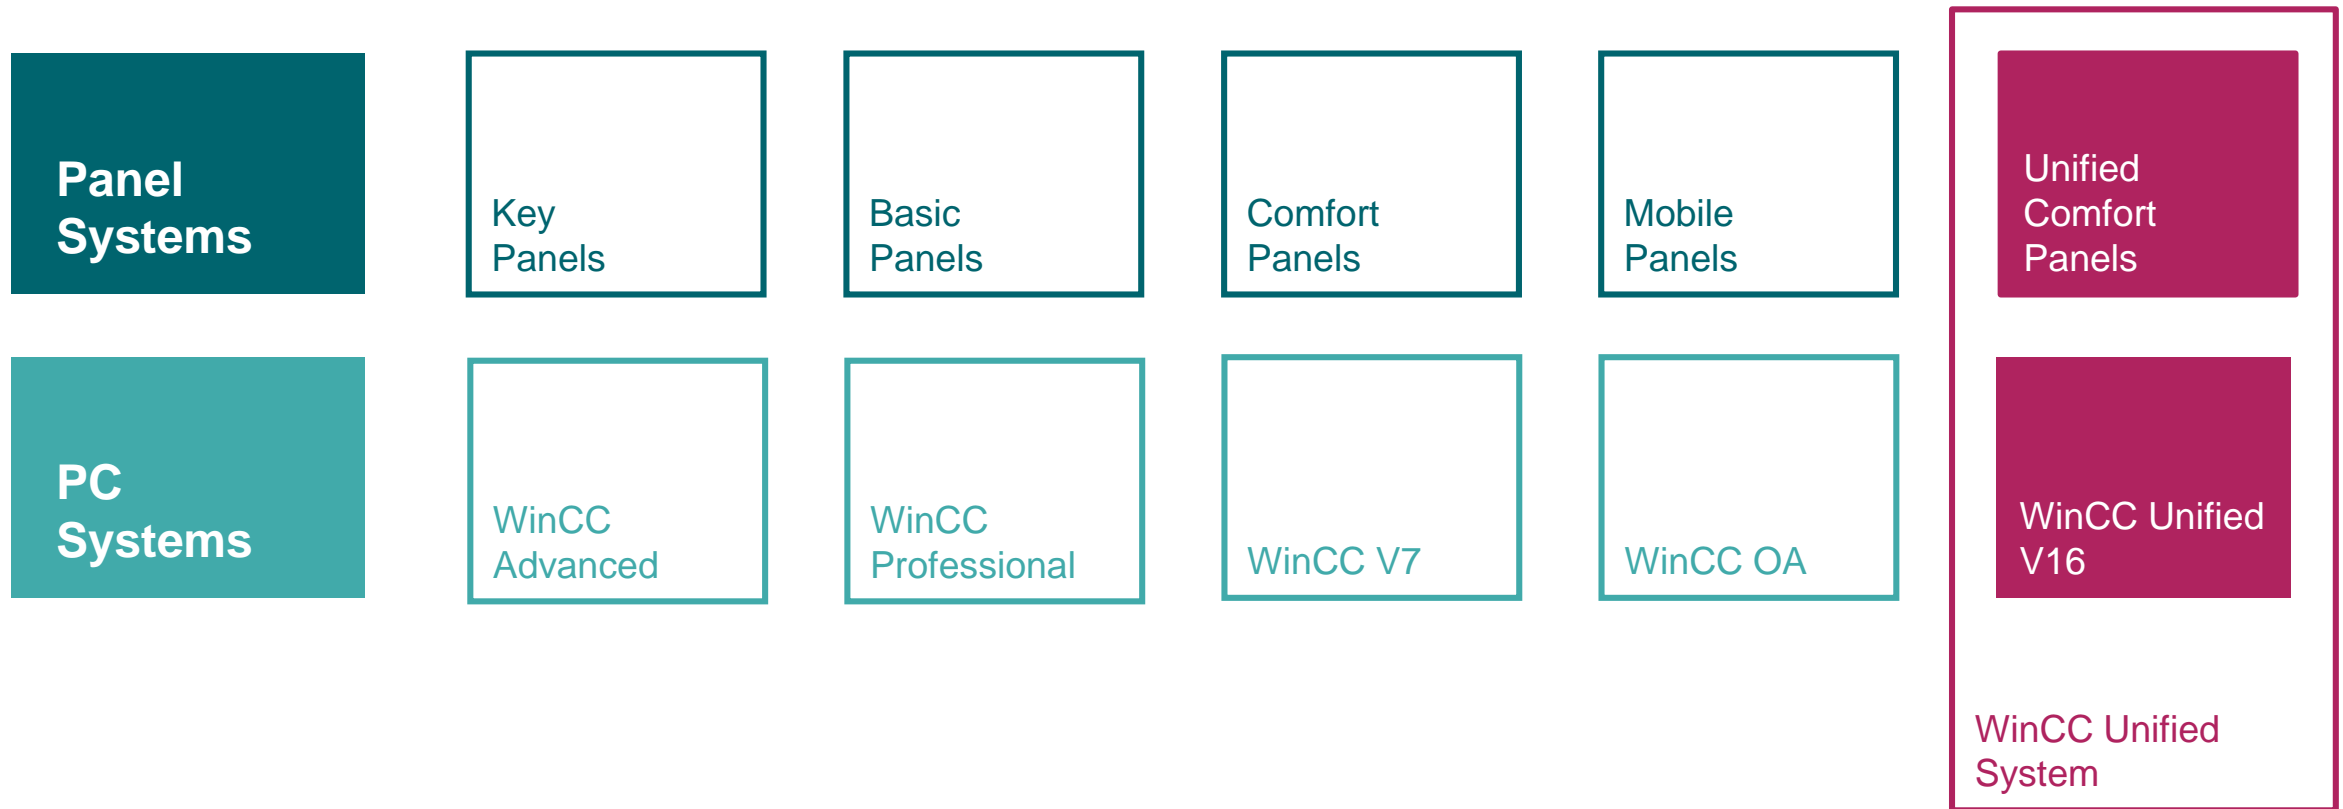 Panel
Systems
Key
Panels
Basic
Panels
Comfort
Panels
Mobile
Panels
Unified
Comfort
Panels
PC
Systems
WinCC
Advanced
WinCC
Professional
WinCC V7
WinCC OA
WinCC Unified
V16
WinCC Unified
System